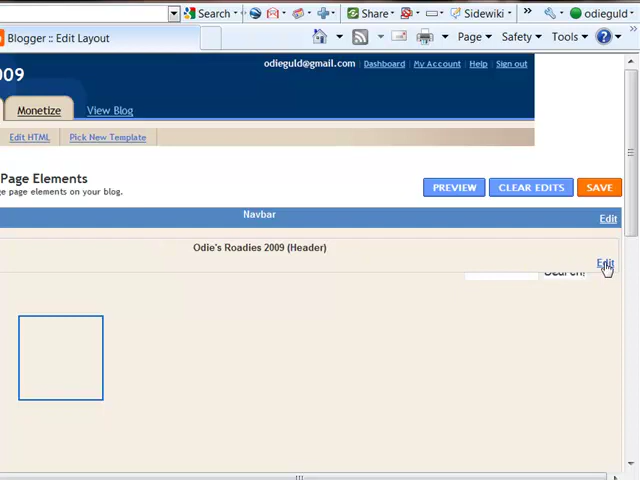 Search
Share
Sidewiki
»
odieguld
Blogger :: Edit Layout
Page
Safety
Tools
»
009
odieguld@gmail.com | Dashboard | My Account | Help | Sign out
Monetize
View Blog
Edit HTML
Pick New Template
Page Elements
ge page elements on your blog.
PREVIEW
CLEAR EDITS
SAVE
Navbar
Edit
Odie's Roadies 2009 (Header)
Edit
Search!